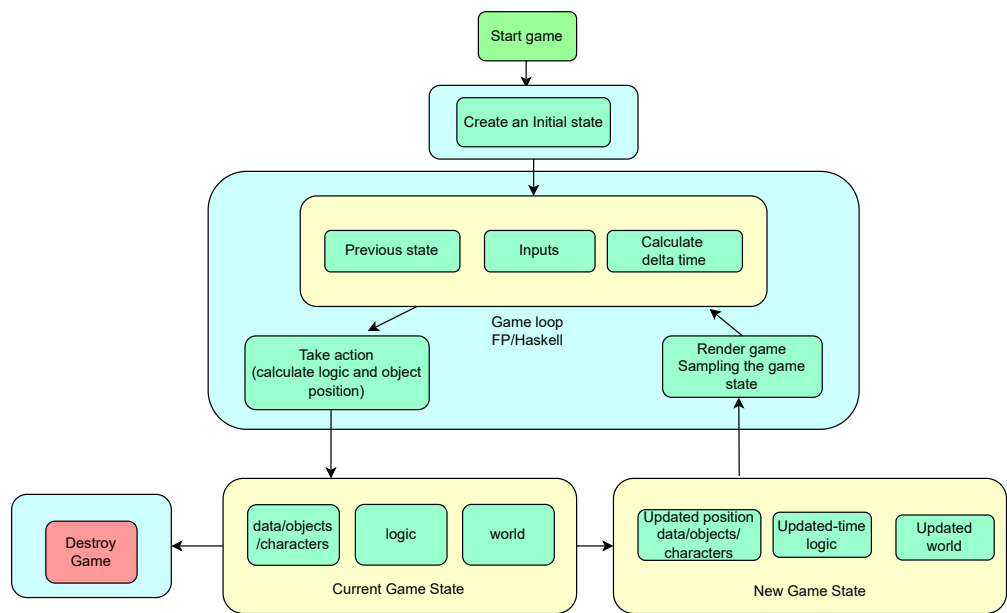 Start game
Create an Initial state
Previous state
Inputs
Calculate
delta time
Game loop
FP/Haskell
Take action
(calculate logic and object
position)
Render game
Sampling the game
state
Destroy
Game
data/objects
/characters
logic
world
Current Game State
Updated position
data/objects/
characters
Updated-time
logic
Updated
world
New Game State